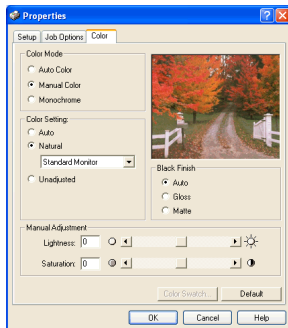 Properties
Setup Job Options Color
Color Mode
Auto Color
Manual Color
Monochrome
Color Setting:
Auto
Natural
Standard Monitor
Unadjusted
Black Finish
Auto
Gloss
Matte
Manual Adjustment
Lightness: 0
Saturation: 0
Color Swatch... Default
OK Cancel Help